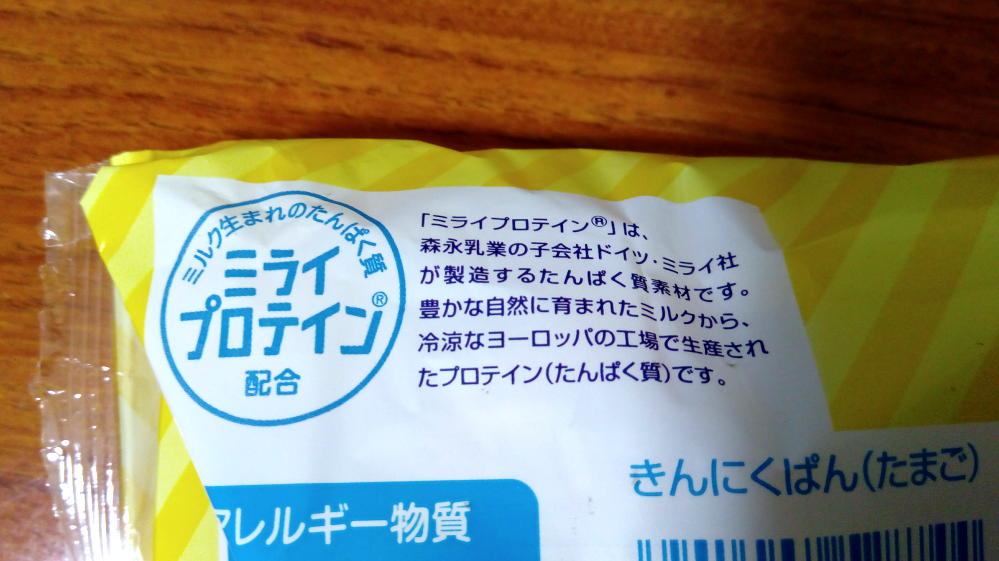 ミルク生まれのたんぱく質
ミライ
プロテイン®
配合
「ミライプロテイン®」は、
森永乳業の子会社ドイツ・ミライ社
が製造するたんぱく質素材です。
豊かな自然に育まれたミルクから、
冷涼なヨーロッパの工場で生産され
たプロテイン(たんぱく質)です。
きんにくぱん(たまご)
アレルギー物質